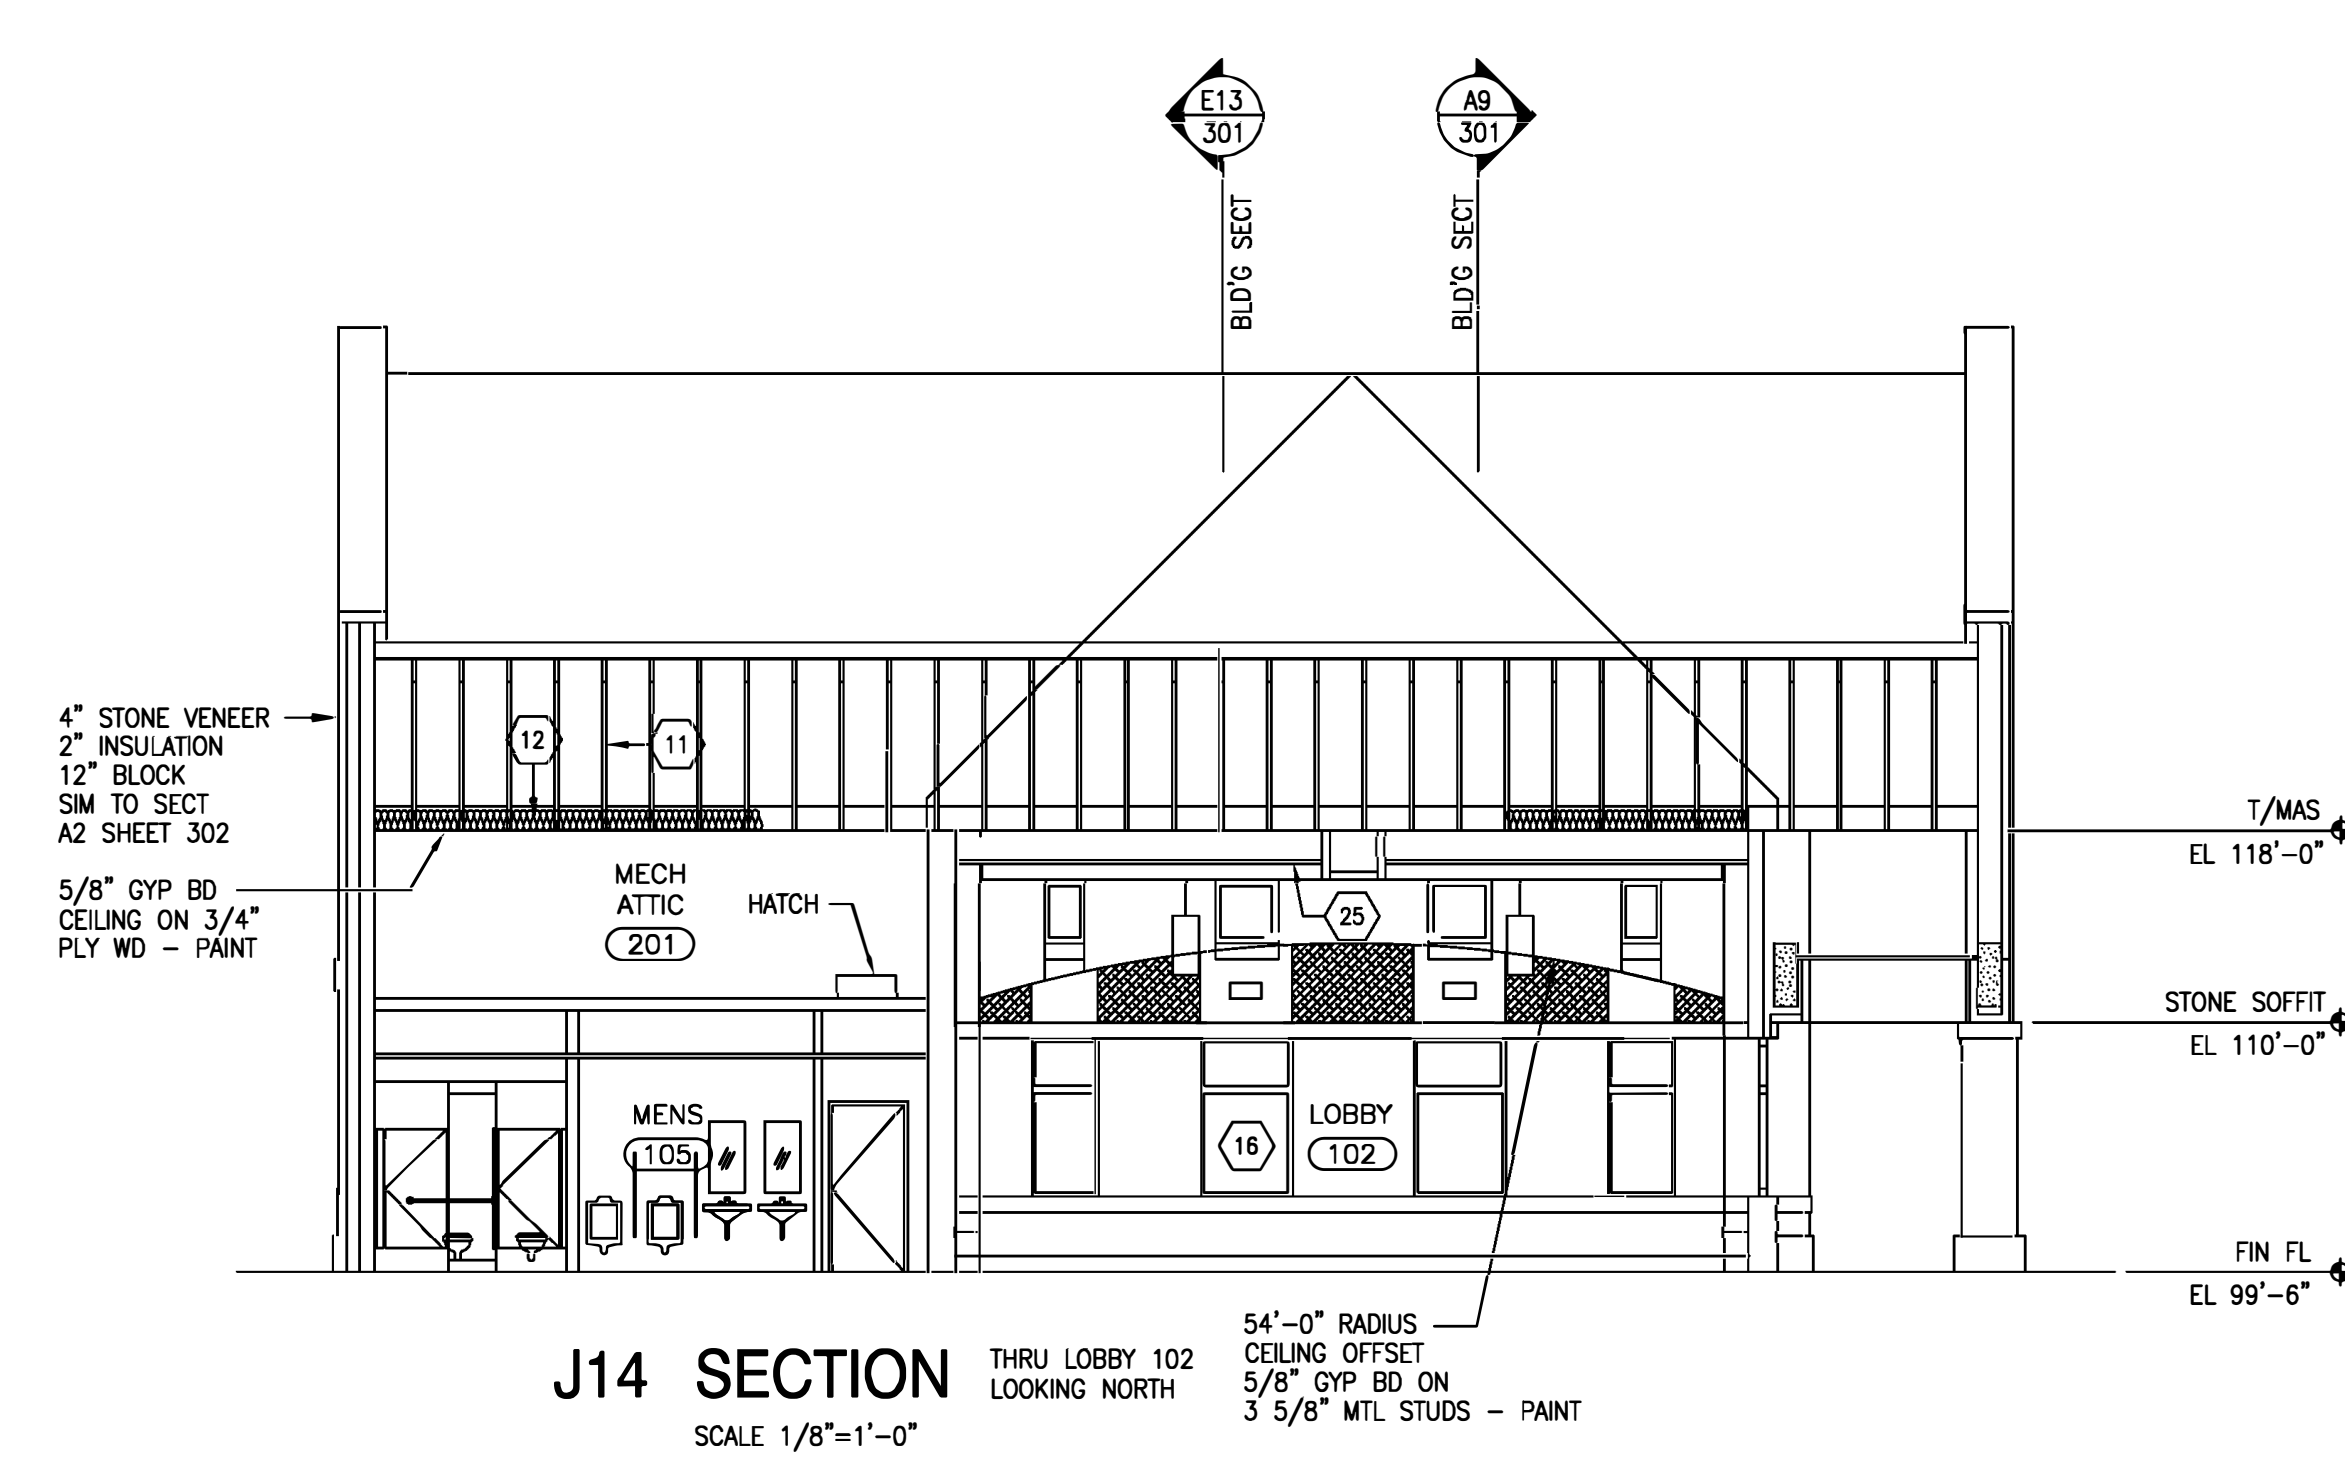 E13
301
A9
301
BLD'G SECT
BLD'G SECT
4" STONE VENEER
2" INSULATION
12" BLOCK
SIM TO SECT
A2 SHEET 302
12
11
5/8" GYP BD
CEILING ON 3/4"
PLY WD – PAINT
MECH
ATTIC
201
HATCH
25
T/MAS
EL 118'–0"
STONE SOFFIT
EL 110'–0"
MENS
105
16
LOBBY
102
FIN FL
EL 99'–6"
54'–0" RADIUS
CEILING OFFSET
5/8" GYP BD ON
3 5/8" MTL STUDS – PAINT
J14 SECTION
THRU LOBBY 102
LOOKING NORTH
SCALE 1/8"=1'–0"